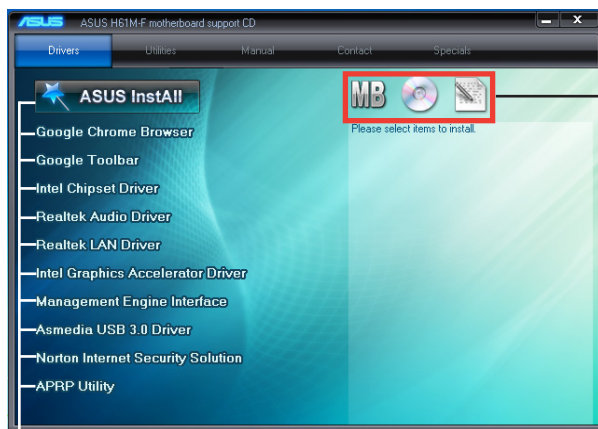 ASUS ASUS H61M-F motherboard support CD
Drivers Utilities Manual Contact Specials
ASUS InstAll
MB
Please select items to install.
Google Chrome Browser
Google Toolbar
Intel Chipset Driver
Realtek Audio Driver
Realtek LAN Driver
Intel Graphics Accelerator Driver
Management Engine Interface
Asmedia USB 3.0 Driver
Norton Internet Security Solution
APRP Utility